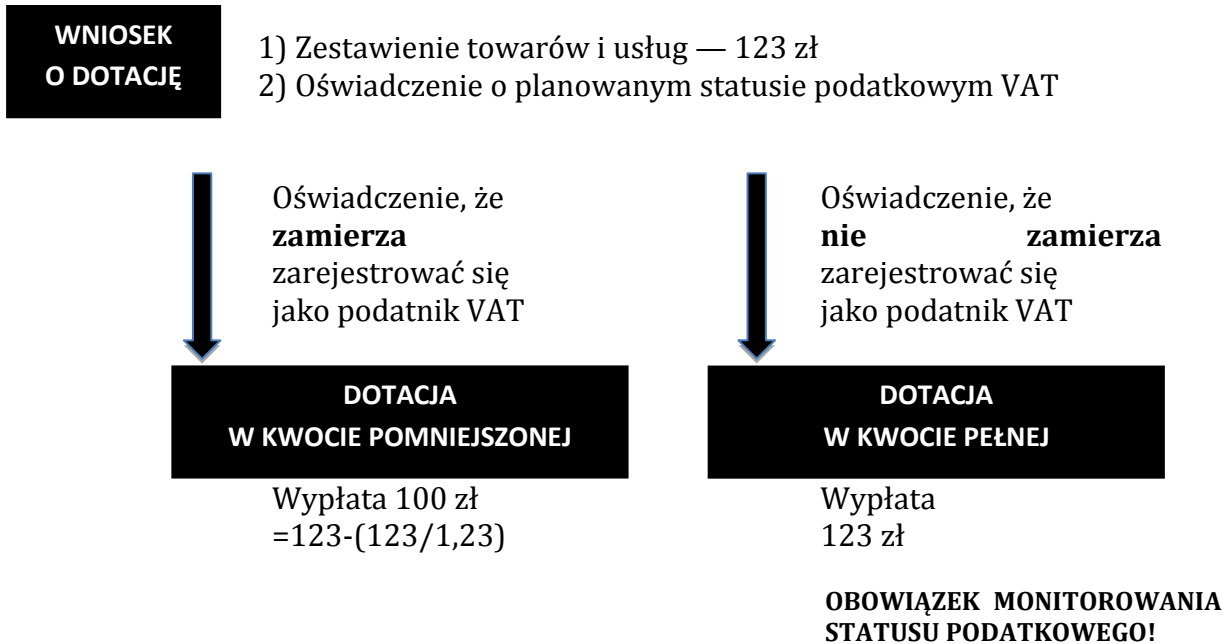 WNIOSEK
O DOTACJĘ
1) Zestawienie towarów i usług — 123 zł
2) Oświadczenie o planowanym statusie podatkowym VAT
Oświadczenie, że
zamierza
zarejestrować się
jako podatnik VAT
Oświadczenie, że
nie zamierza
zarejestrować się
jako podatnik VAT
DOTACJA
W KWOCIE POMNIEJSZONEJ
DOTACJA
W KWOCIE PEŁNEJ
Wypłata 100 zł
=123-(123/1,23)
Wypłata
123 zł
OBOWIĄZEK MONITOROWANIA
STATUSU PODATKOWEGO!